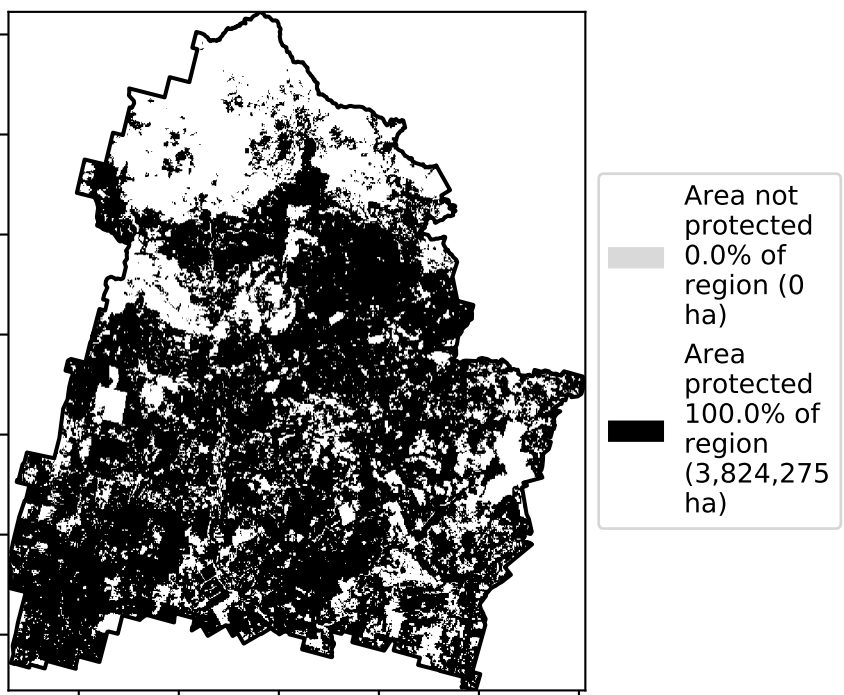 Area not
protected
0.0% of
region (0
ha)
Area
protected
100.0% of
region
(3,824,275
ha)